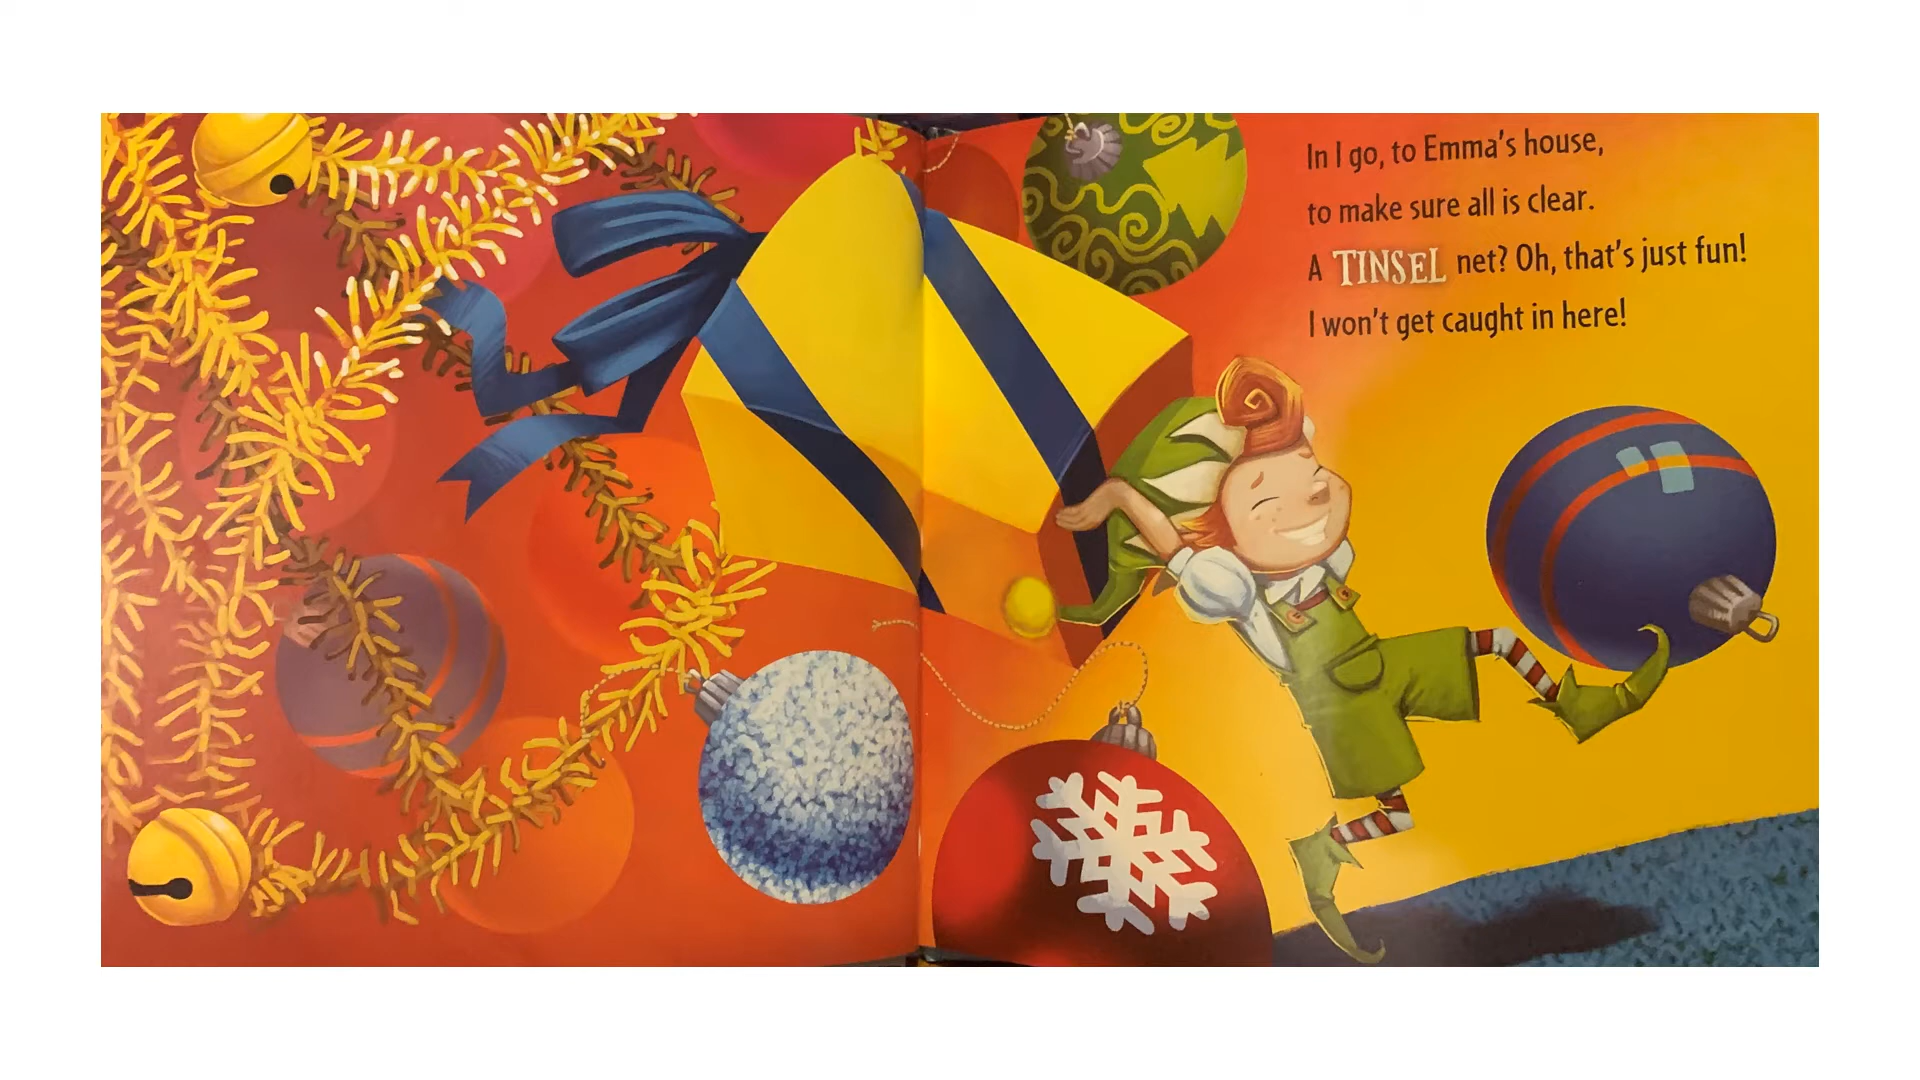 In I go, to Emma's house,
to make sure all is clear.
A TINSEL net? Oh, that's just fun!
I won't get caught in here!